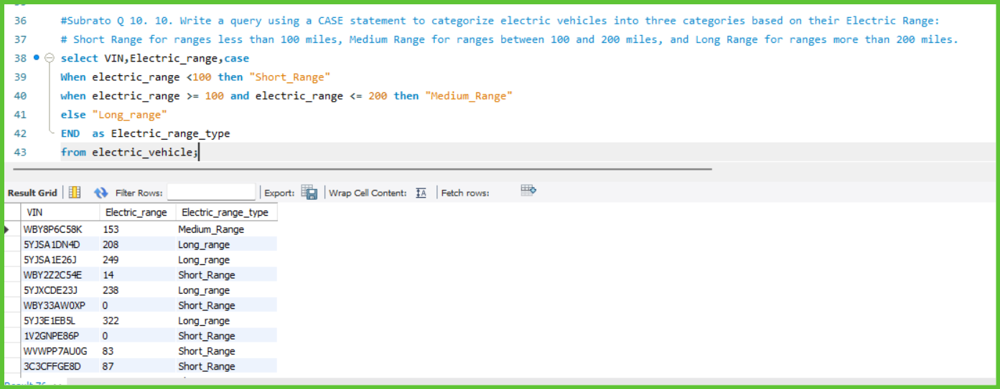 36 #Subrato Q 10. 10. Write a query using a CASE statement to categorize electric vehicles into three categories based on their Electric Range:
37 # Short Range for ranges less than 100 miles, Medium Range for ranges between 100 and 200 miles, and Long Range for ranges more than 200 miles.
38 select VIN,Electric_range,case
39 When electric_range <100 then "Short_Range"
40 when electric_range >= 100 and electric_range <= 200 then "Medium_Range"
41 else "Long_range"
42 END as Electric_range_type
43 from electric_vehicle;
Result Grid Filter Rows: Export: Wrap Cell Content: Fetch rows:
VIN Electric_range Electric_range_type
WBY8P6C58K 153 Medium_Range
5YJSA1DN4D 208 Long_range
5YJSA1E26J 249 Long_range
WBY2Z2C54E 14 Short_Range
5YJXCDE23J 238 Long_range
WBY33AW0XP 0 Short_Range
5YJ3E1EB5L 322 Long_range
1V2GNPE86P 0 Short_Range
WVWPP7AU0G 83 Short_Range
3C3CFFGE8D 87 Short_Range